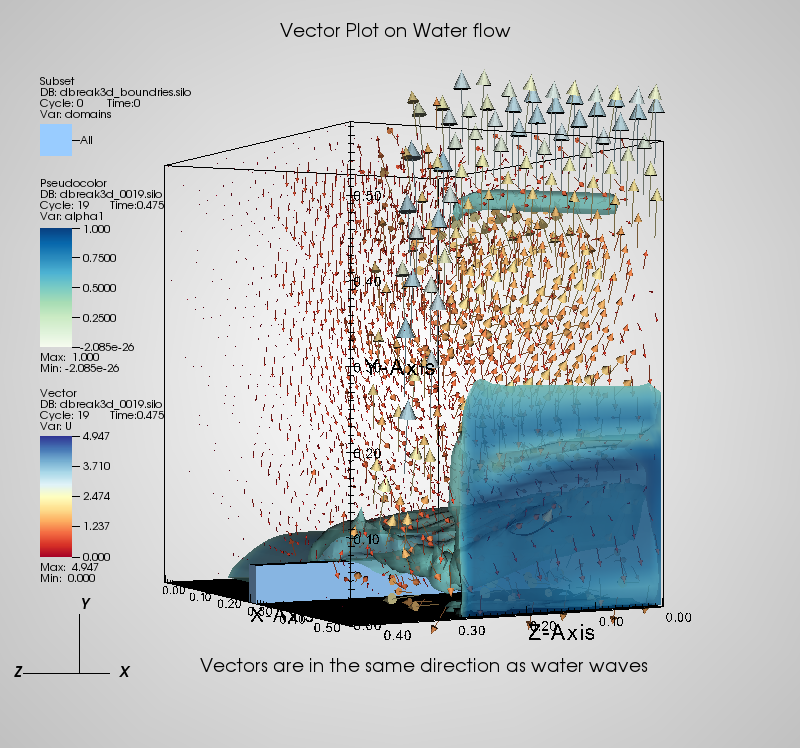 Vector Plot on Water flow
Subset
DB: dbreak3d_boundries.silo
Cycle: 0 Time:0
Var: domains
All
Pseudocolor
DB: dbreak3d_0019.silo
Cycle: 19 Time:0.475
Var: alpha1
1.000
0.7500
0.5000
0.2500
-2.085e-26
Max: 1.000
Min: -2.085e-26
Vector
DB: dbreak3d_0019.silo
Cycle: 19 Time:0.475
Var: U
4.947
3.710
2.474
1.237
0.000
Max: 4.947
Min: 0.000
0.50
0.40
Y-Axis
0.20
0.10
0.00
0.10
0.20
0.50
X-Axis
0.40
0.30
0.20
0.10
0.00
Z-Axis
Y
Z
X
Vectors are in the same direction as water waves